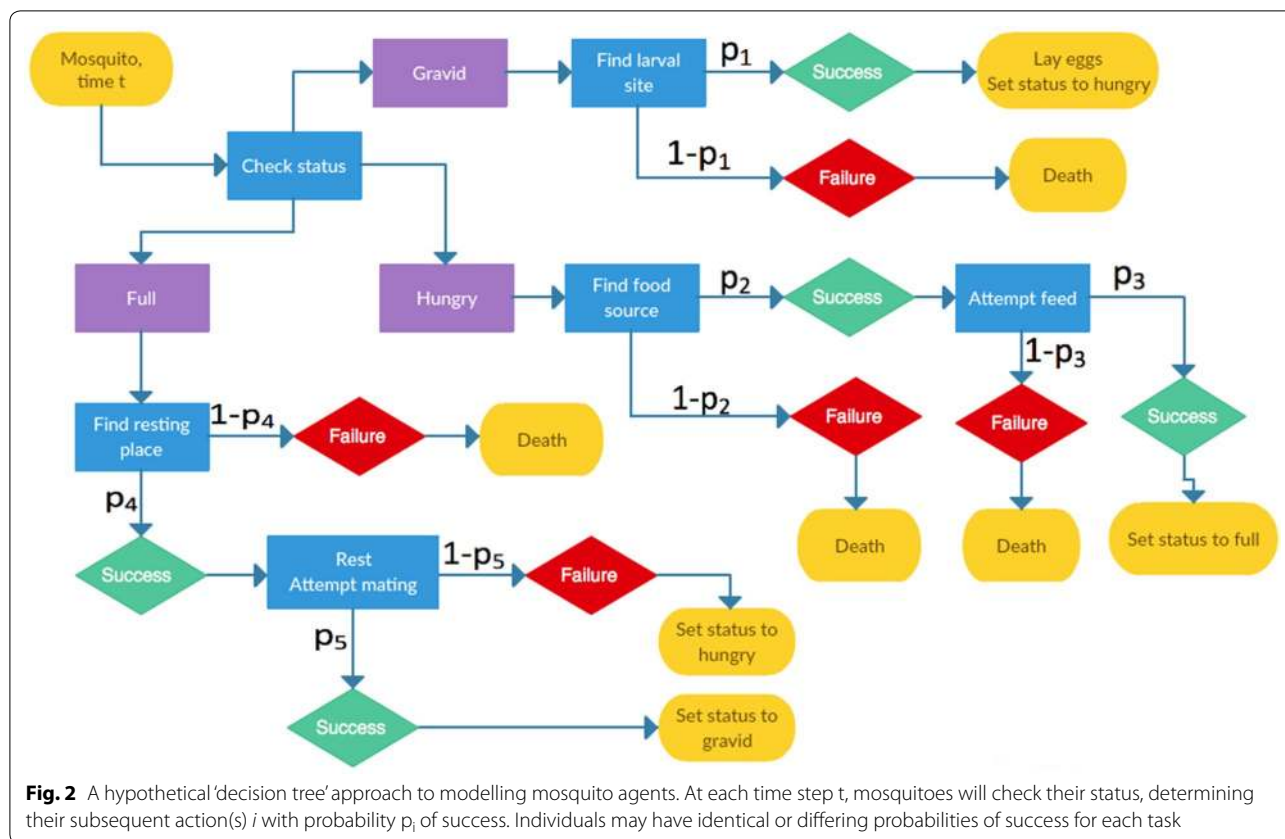 Mosquito,
time t
Check status
Gravid
Find larval
site
p₁
Success
Lay eggs
Set status to hungry
1-p₁
Failure
Death
Full
Hungry
Find food
source
p₂
Success
Attempt feed
p₃
1-p₃
1-p₂
Failure
Failure
Success
Death
Death
Set status to full
Find resting
place
1-p₄
Failure
Death
p₄
Success
Rest
Attempt mating
1-p₅
Failure
Set status to
hungry
p₅
Success
Set status to
gravid
Fig. 2 A hypothetical ‘decision tree’ approach to modelling mosquito agents. At each time step t, mosquitoes will check their status, determining
their subsequent action(s) i with probability pᵢ of success. Individuals may have identical or differing probabilities of success for each task